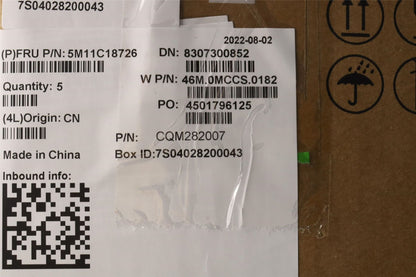 7S04028200043
2022-08-02
(P)FRU P/N: 5M11C18726
DN: 8307300852
W P/N: 46M.0MCCS.0182
Quantity: 5
PO: 4501796125
(4L)Origin: CN
P/N: CQM282007
Made in China
Box ID:7S04028200043
Inbound info: